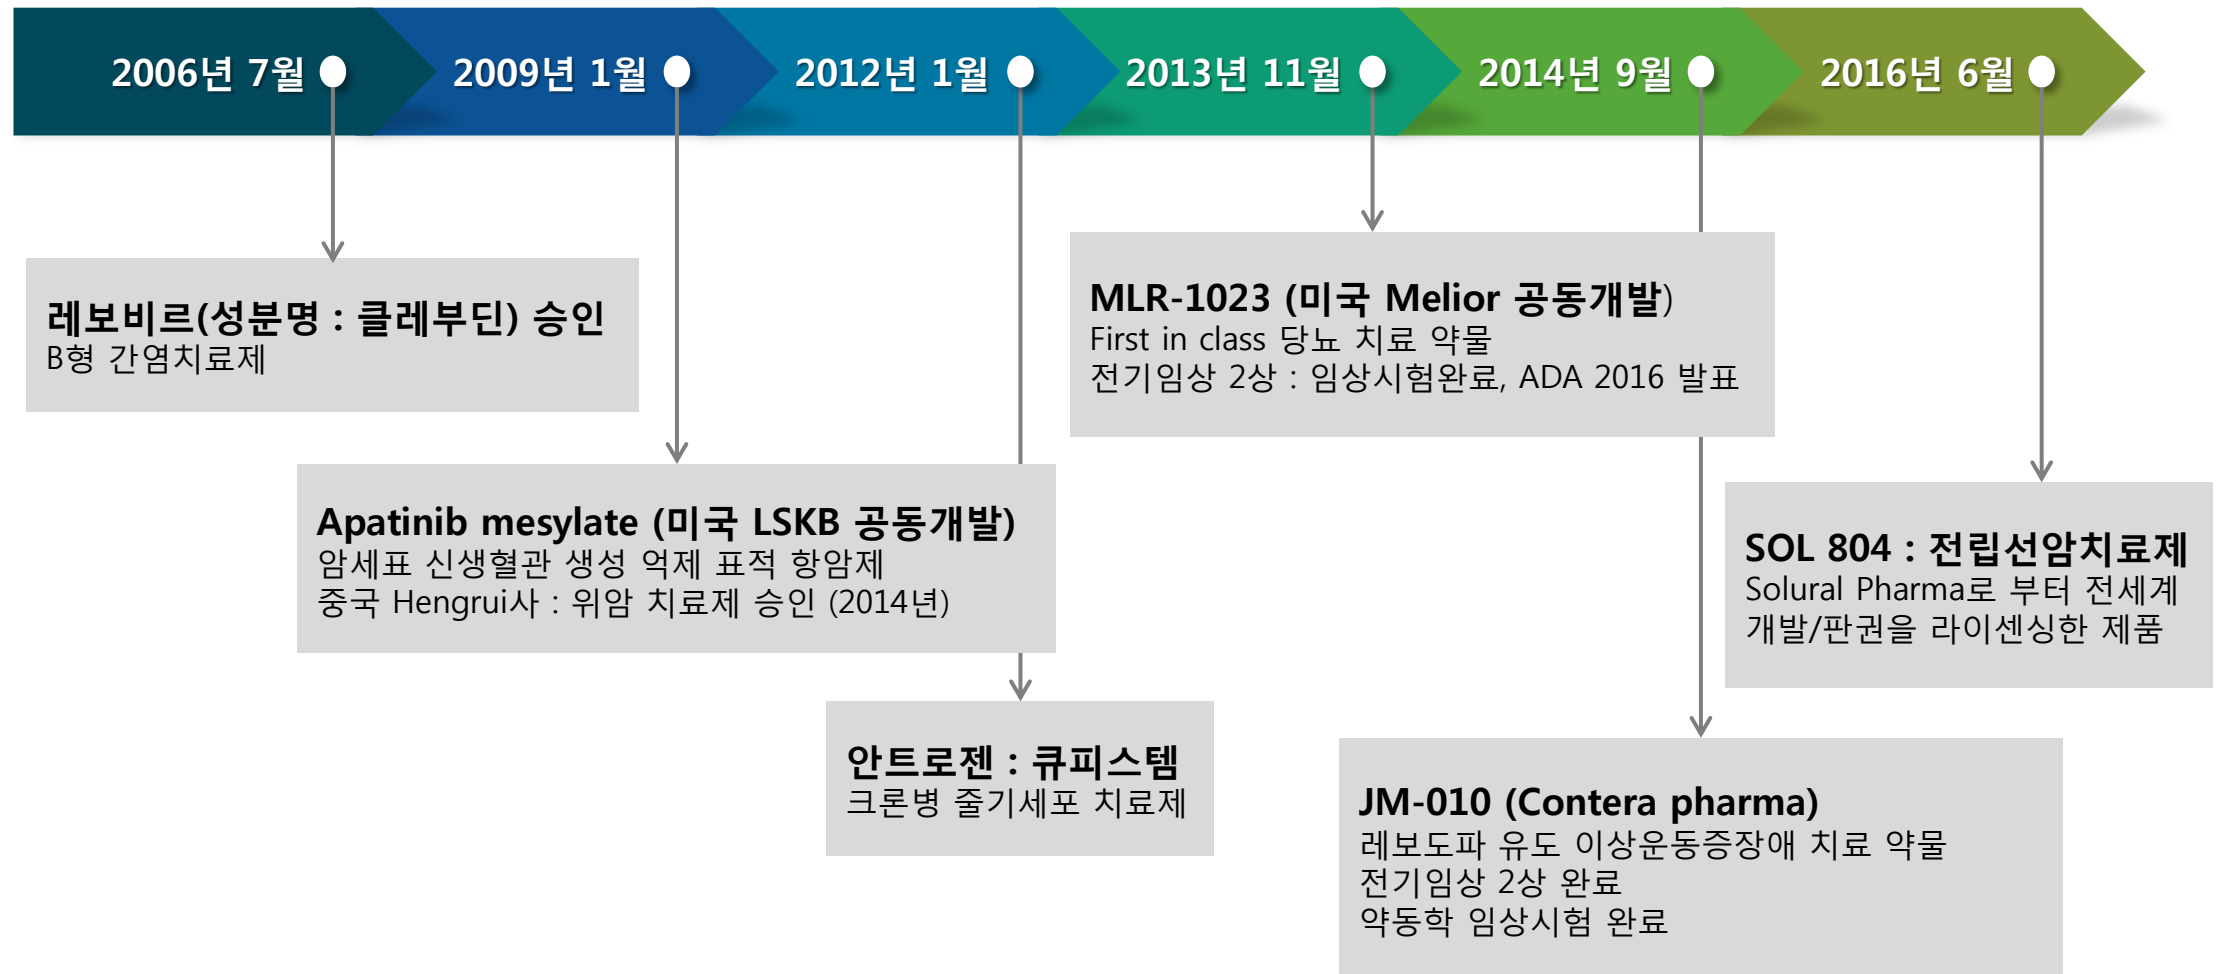 2006년 7월
2009년 1월
2012년 1월
2013년 11월
2014년 9월
2016년 6월
레보비르(성분명 : 클레부딘) 승인
B형 간염치료제
Apatinib mesylate (미국 LSKB 공동개발)
암세표 신생혈관 생성 억제 표적 항암제
중국 Hengrui사 : 위암 치료제 승인 (2014년)
안트로젠 : 큐피스템
크론병 줄기세포 치료제
MLR-1023 (미국 Melior 공동개발)
First in class 당뇨 치료 약물
전기임상 2상 : 임상시험완료, ADA 2016 발표
JM-010 (Contera pharma)
레보도파 유도 이상운동증장애 치료 약물
전기임상 2상 완료
약동학 임상시험 완료
SOL 804 : 전립선암치료제
Solural Pharma로 부터 전세계
개발/판권을 라이센싱한 제품